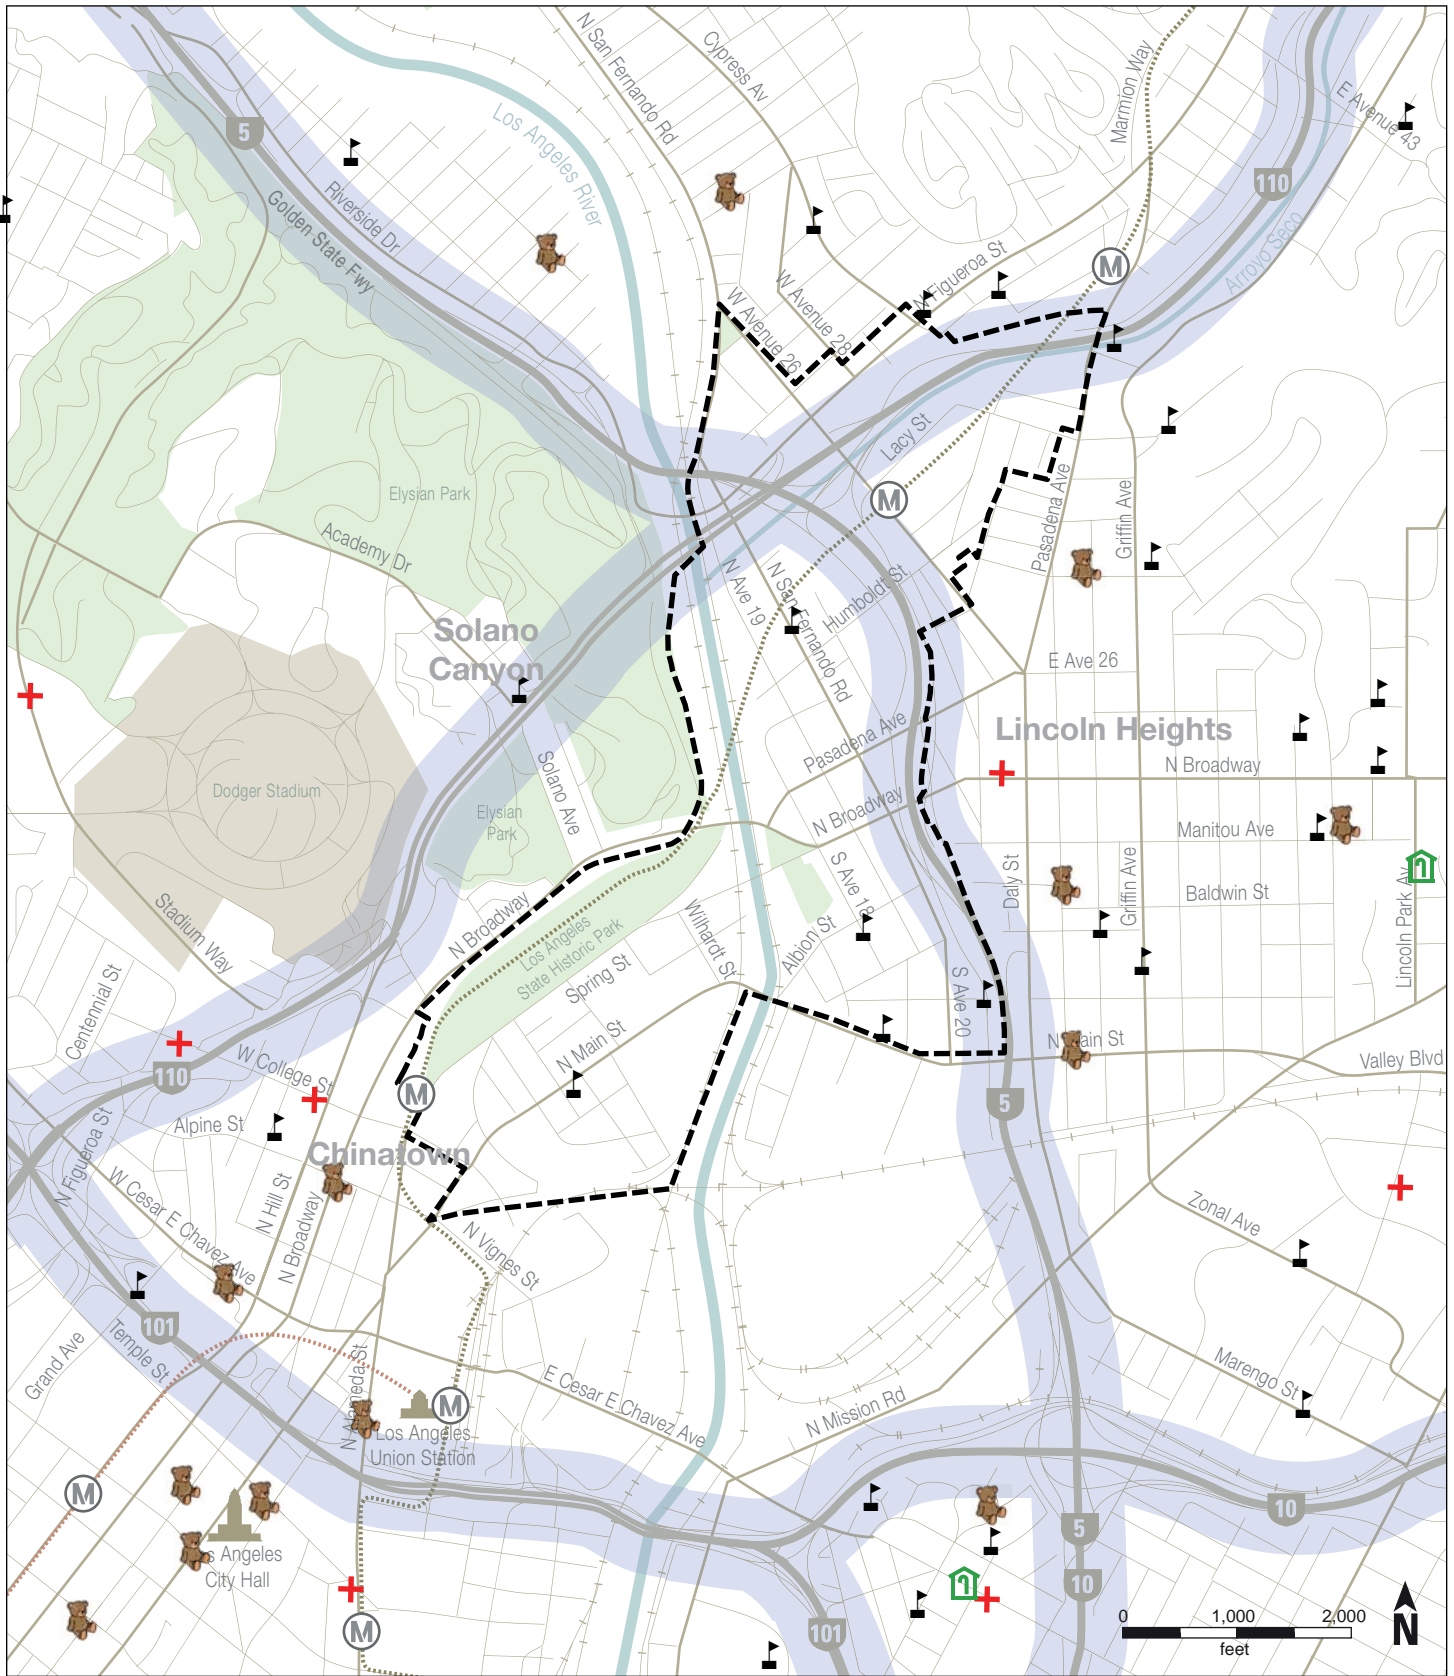 N San Fernando Rd
Cypress Av
Marmion Way
E Avenue 43
5
Los Angeles River
110
Riverside Dr
Golden State Fwy
Arroyo Seco
M
N Figueroa St
W Avenue 28
W Avenue 26
Lacy St
Elysian Park
M
Pasadena Ave
Griffin Ave
Academy Dr
N Ave 19
N San Fernando Rd
Humboldt St
Solano
Canyon
E Ave 26
Lincoln Heights
Pasadena Ave
N Broadway
Solano Ave
Dodger Stadium
Elysian
Park
N Broadway
Manitou Ave
S Ave 18
Daly St
Griffin Ave
Baldwin St
Lincoln Park Av
Stadium Way
N Broadway
Los Angeles
State Historic Park
Spring St
Wilhardt St
Albion St
S Ave 20
Centennial St
N Main St
N Main St
Valley Blvd
W College St
110
M
5
Alpine St
Chinatown
N Figueroa St
W Cesar E Chavez Ave
N Hill St
N Broadway
N Vignes St
Zonal Ave
101
Temple St
Grand Ave
N Alameda St
E Cesar E Chavez Ave
N Mission Rd
Marengo St
M
Los Angeles
Union Station
M
10
5
s Angeles
City Hall
10
M
101
0 1,000 2,000
feet
N